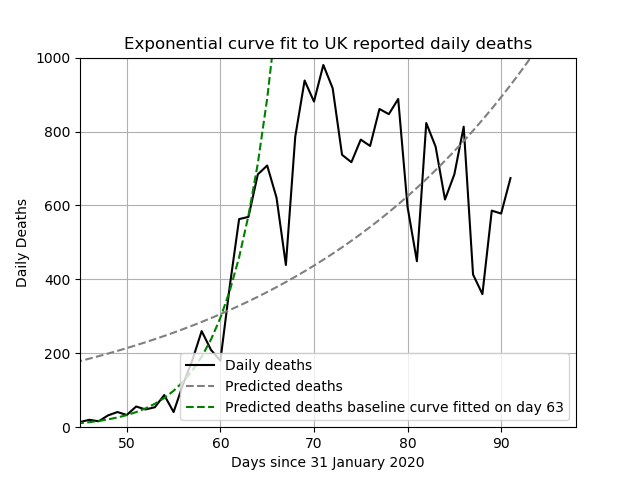 Exponential curve fit to UK reported daily deaths
1000
800
600
400
200
0
Daily Deaths
Daily deaths
Predicted deaths
Predicted deaths baseline curve fitted on day 63
50 60 70 80 90
Days since 31 January 2020